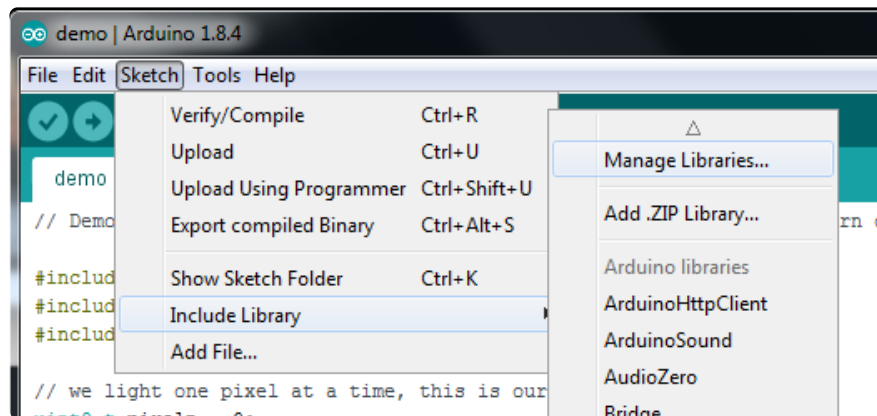 demo | Arduino 1.8.4
File Edit Sketch Tools Help
Verify/Compile Ctrl+R
Upload Ctrl+U
Upload Using Programmer Ctrl+Shift+U
Export compiled Binary Ctrl+Alt+S
Show Sketch Folder Ctrl+K
Include Library
Add File...
Manage Libraries...
Add .ZIP Library...
Arduino libraries
ArduinoHttpClient
ArduinoSound
AudioZero
Bridge
demo
// Demo
rn
#includ
#includ
#includ
// we light one pixel at a time, this is our